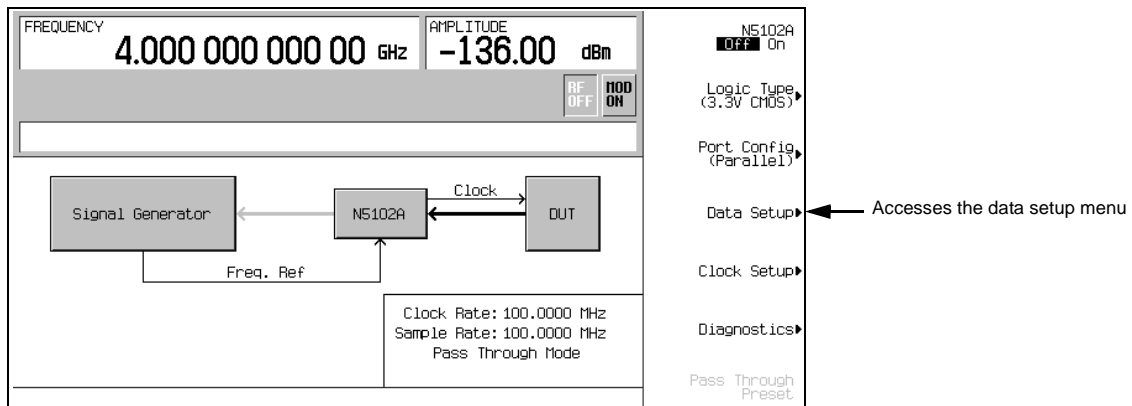 FREQUENCY
4.000 000 000 00 GHz
AMPLITUDE
-136.00 dBm
RF OFF
MOD ON
Signal Generator
N5102A
Clock
DUT
Freq. Ref
Clock Rate: 100.0000 MHz
Sample Rate: 100.0000 MHz
Pass Through Mode
N5102A
Off On
Logic Type
(3.3V CMOS)
Port Config
(Parallel)
Data Setup
Accesses the data setup menu
Clock Setup
Diagnostics
Pass Through
Preset